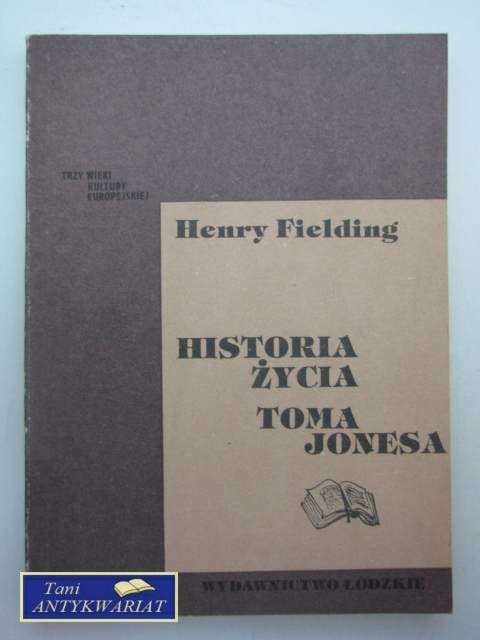 TRZY WIEKI
KULTURY
EUROPEJSKIEJ
Henry Fielding
HISTORIA
ŻYCIA
TOMA
JONESA
WYDAWNICTWO ŁÓDZKIE
Tani
ANTYKWARIAT